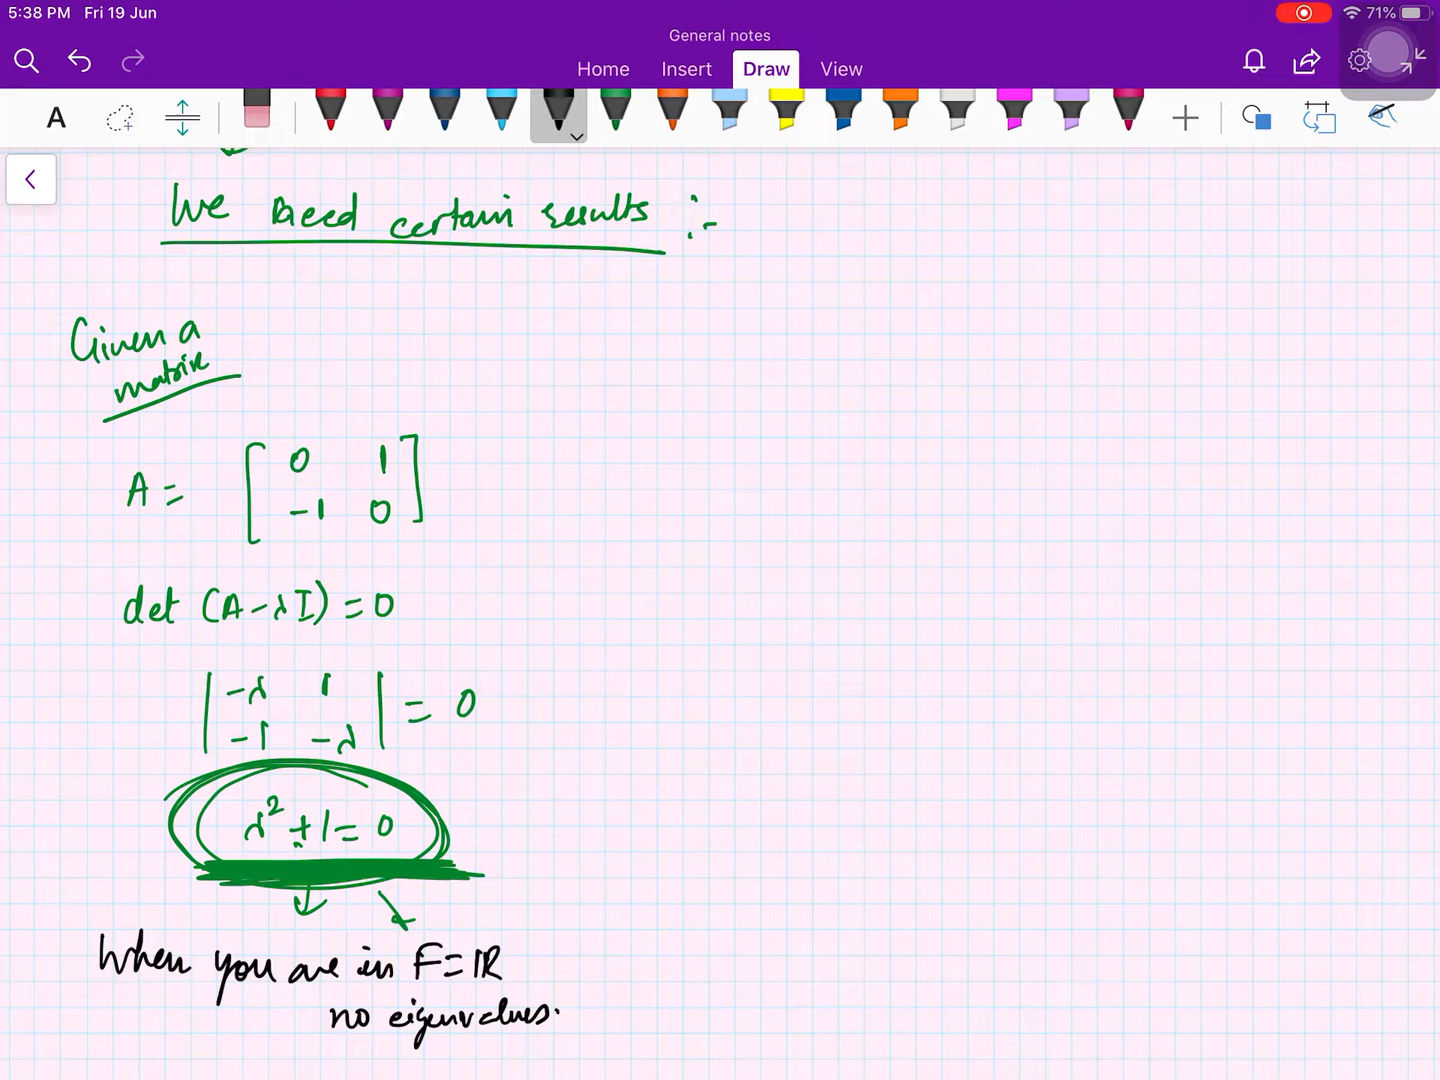 5:38 PM Fri 19 Jun
71%
General notes
Home Insert Draw View
A
We need certain results :-
Given a
matrix
A = [ 0 1
-1 0 ]
det (A-λI) = 0
| -λ 1
-1 -λ | = 0
λ² + 1 = 0
When you are in F = ℝ
no eigenvalues.